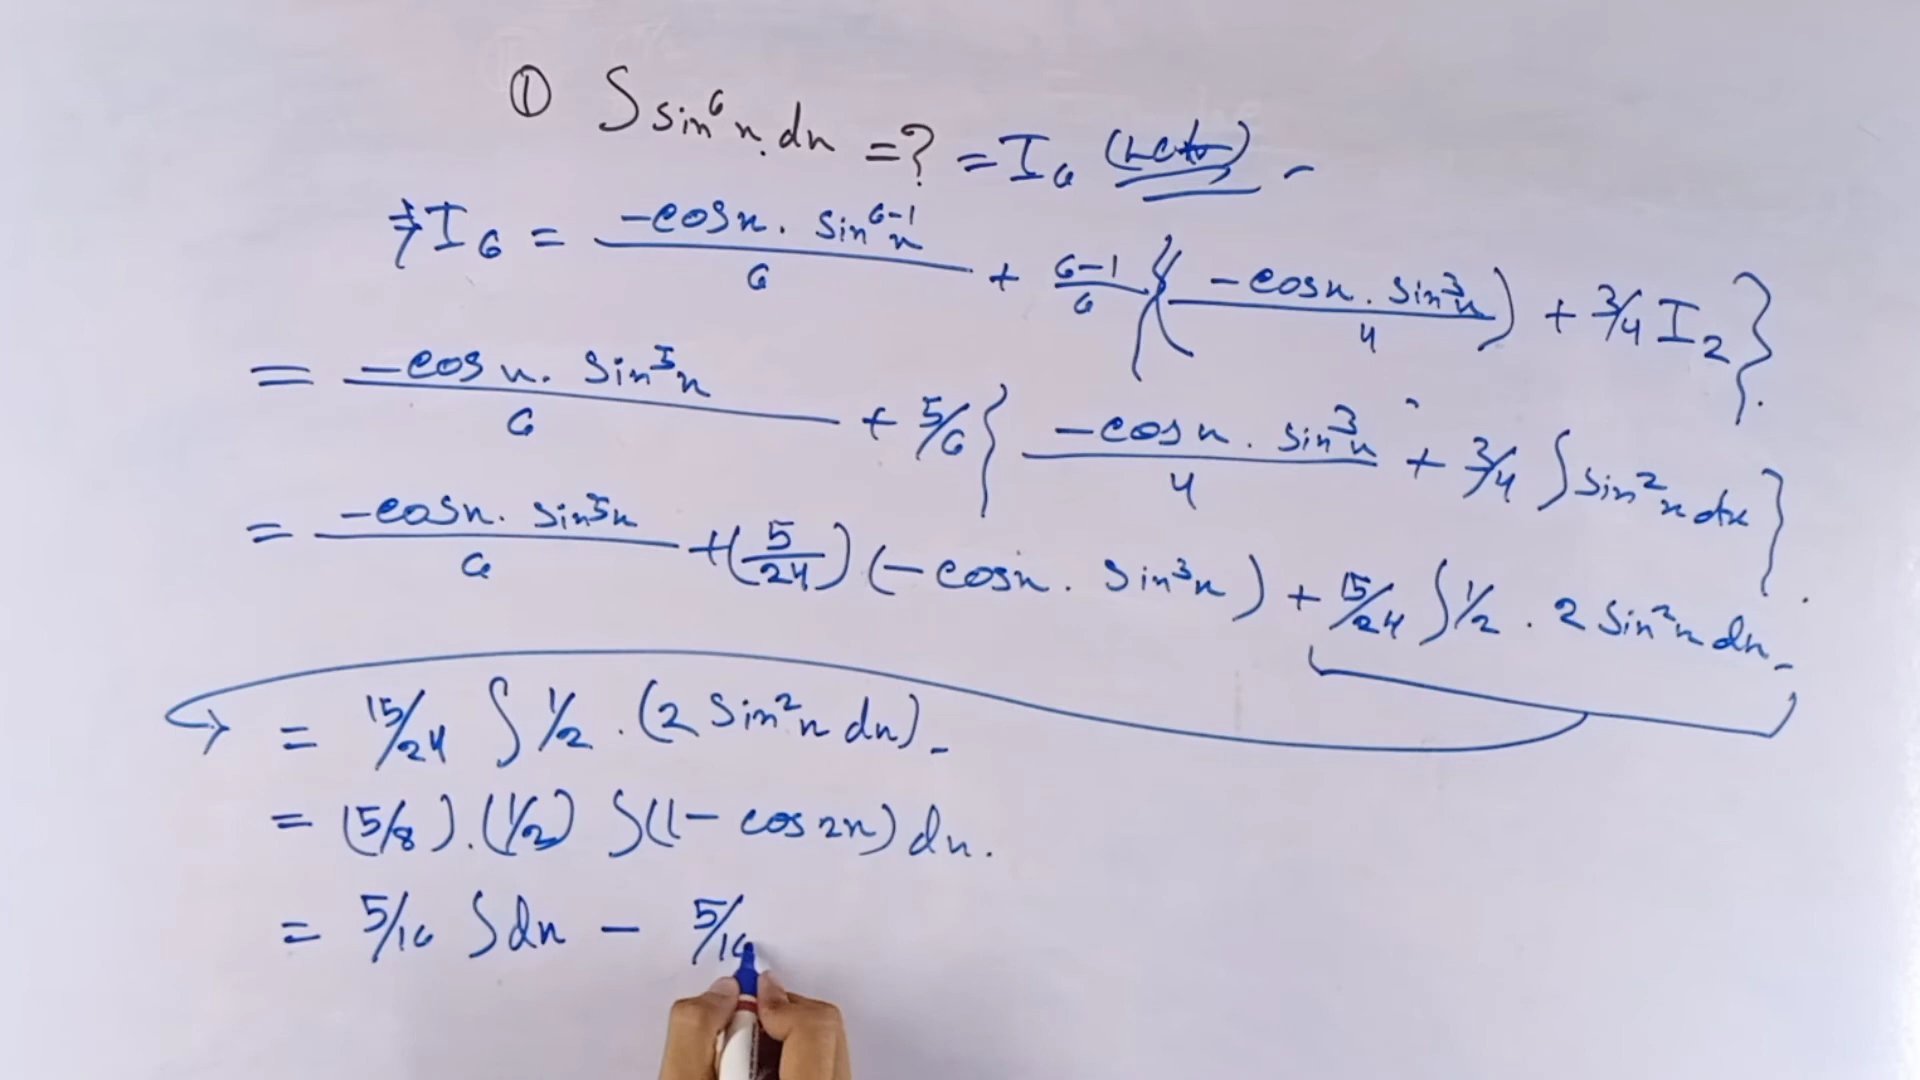 ① ∫ sin⁶x.dx = ? = I₆ (Let) -
⇒ I₆ = (-cosx . sin⁶⁻¹x)/6 + (6-1)/6 {((-cosx . sin³x)/4) + 3/4 I₂}.
= (-cosx. sin⁵x)/6 + 5/6 {(-cosx . sin³x)/4 + 3/4 ∫sin²x dx}.
= (-cosx. sin⁵x)/6 + (5/24) (-cosx . sin³x) + 15/24 ∫ 1/2 . 2 sin²x dx -
= 15/24 ∫ 1/2 . (2 sin²x dx) -
= (5/8).(1/2) ∫(1- cos2x) dx.
= 5/16 ∫dx - 5/16